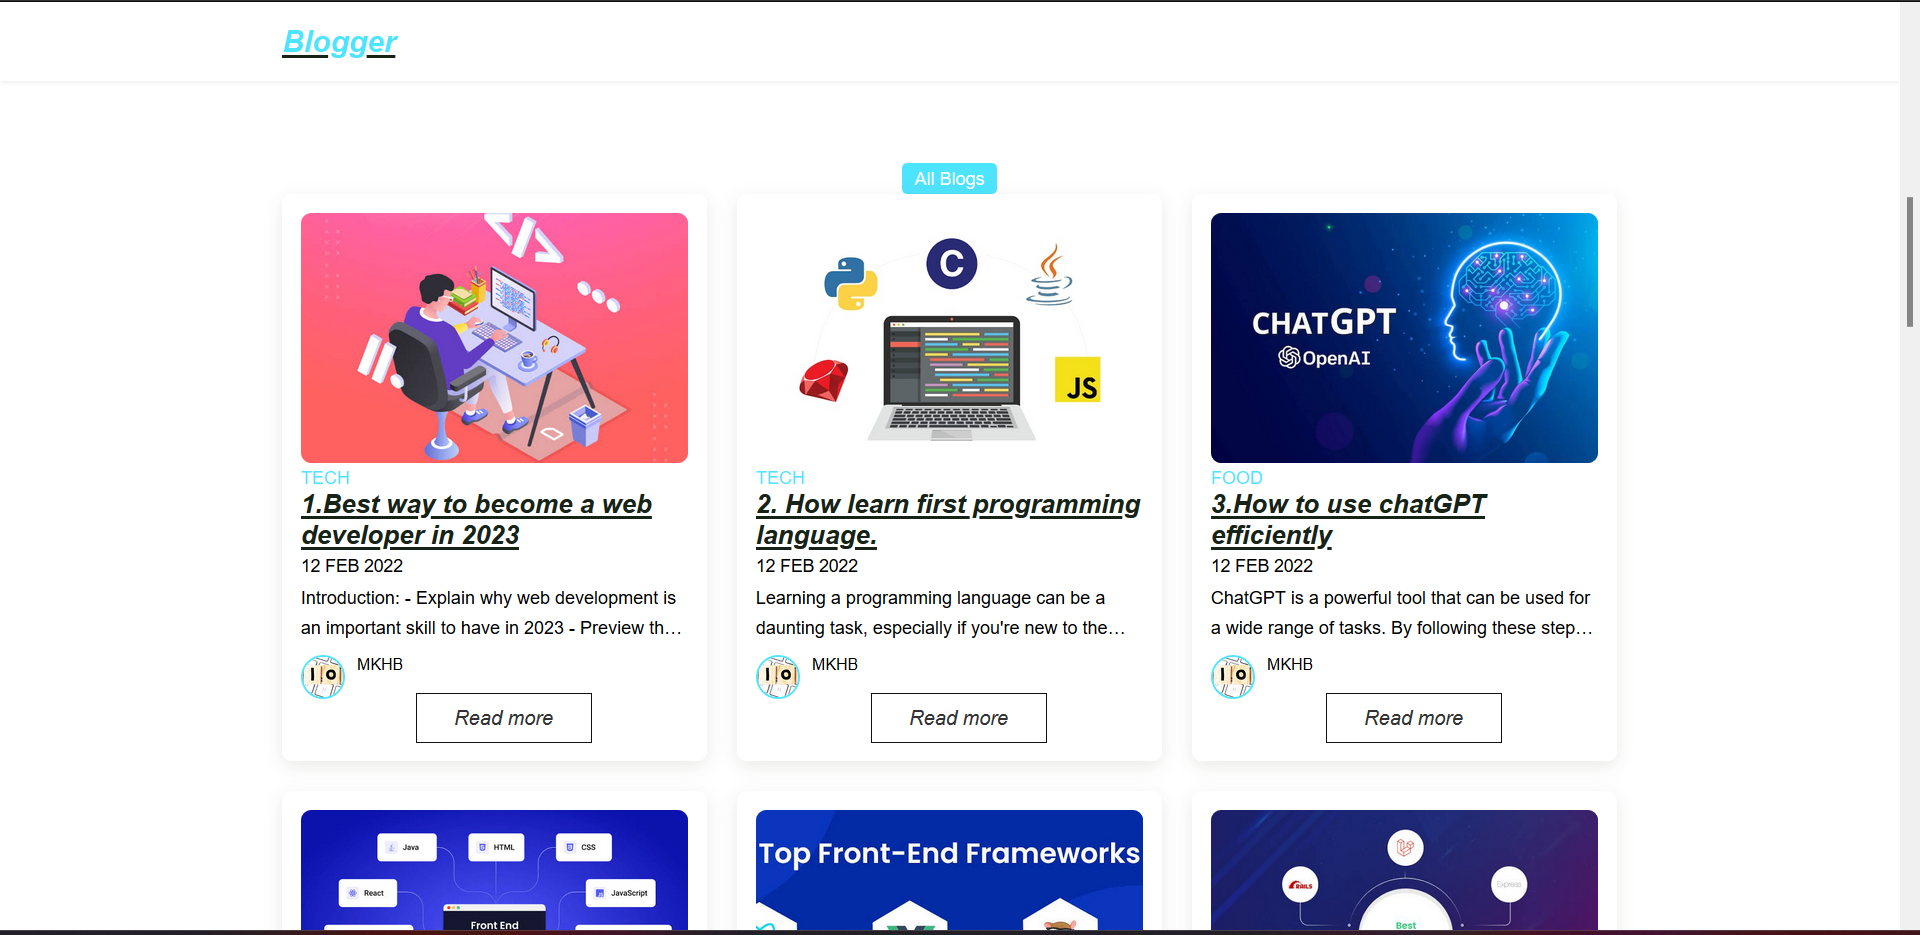 Blogger
All Blogs
C
JS
CHATGPT
OpenAI
TECH
1.Best way to become a web
developer in 2023
12 FEB 2022
Introduction: - Explain why web development is
an important skill to have in 2023 - Preview th…
MKHB
Read more
TECH
2. How learn first programming
language.
12 FEB 2022
Learning a programming language can be a
daunting task, especially if you're new to the…
MKHB
Read more
FOOD
3.How to use chatGPT
efficiently
12 FEB 2022
ChatGPT is a powerful tool that can be used for
a wide range of tasks. By following these step…
MKHB
Read more
Java
HTML
CSS
React
JavaScript
Front End
Top Front-End Frameworks
RAILS
Express
Best